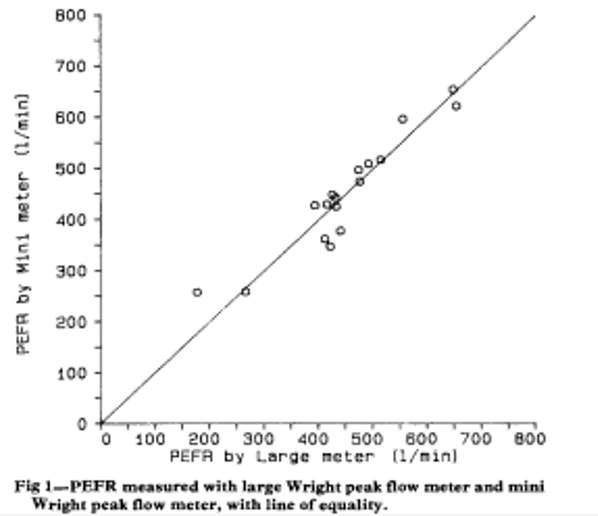 800
700
600
500
400
300
200
100
0
PEFR by Mini meter (l/min)
0 100 200 300 400 500 600 700 800
PEFR by Large meter (l/min)
Fig 1—PEFR measured with large Wright peak flow meter and mini
Wright peak flow meter, with line of equality.